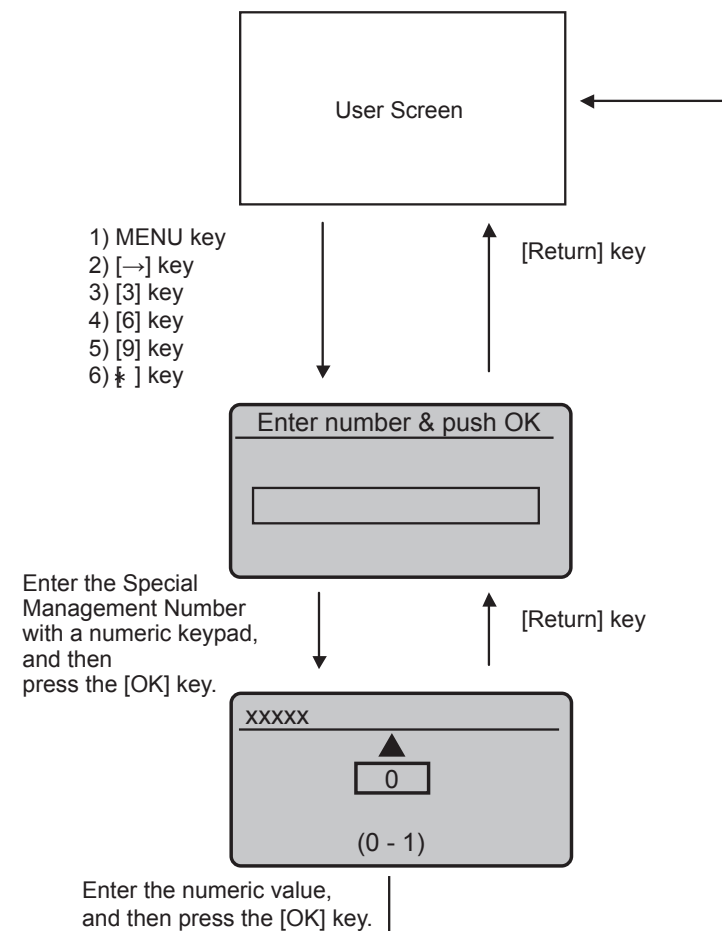 User Screen
1) MENU key
2) [→] key
3) [3] key
4) [6] key
5) [9] key
6) [* ] key
[Return] key
Enter number & push OK
Enter the Special
Management Number
with a numeric keypad,
and then
press the [OK] key.
[Return] key
xxxxx
0
(0 - 1)
Enter the numeric value,
and then press the [OK] key.